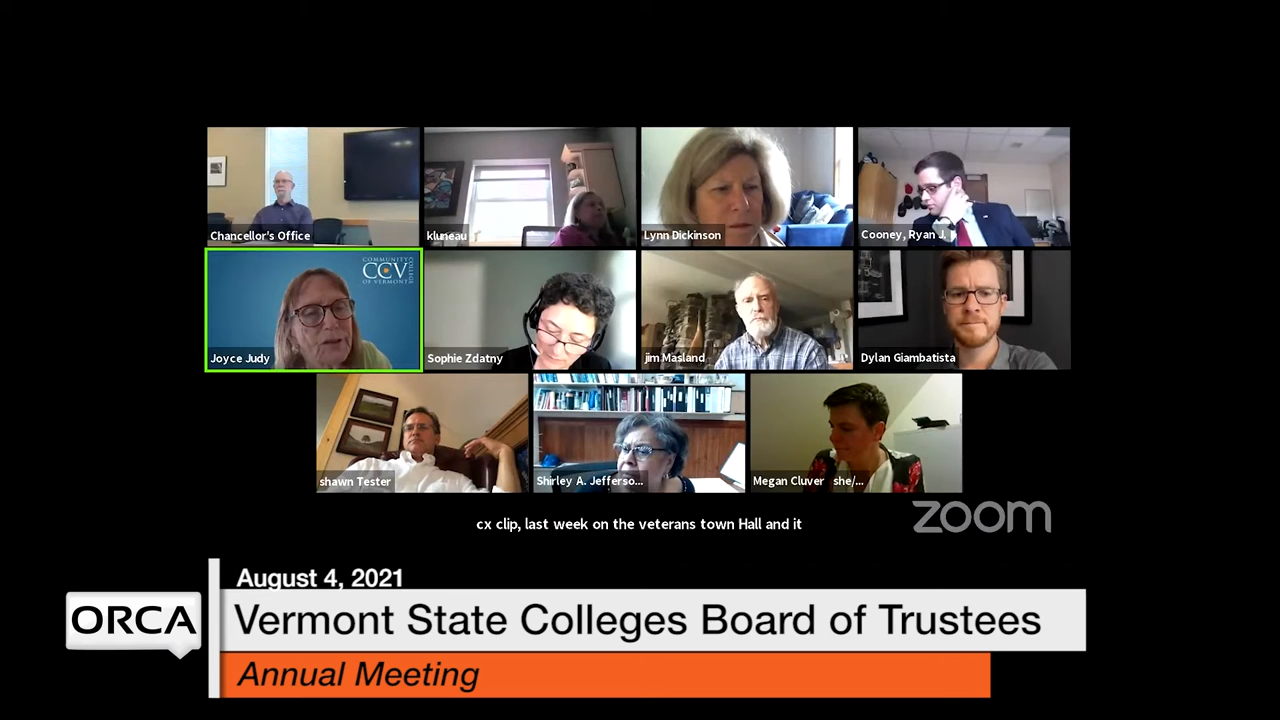 Chancell​or's Office
kluneau
Lynn Dickinson
Cooney, Ryan J.
COMMUNITY
CCV
OF VERMONT
COLLEGE
Joyce Judy
Sophie Zdatny
jim Masland
Dylan Giambatista
shawn Tester
Shirley A. Jefferso...
Megan Cluver she/...
cx clip, last week on the veterans town Hall and it
zoom
August 4, 2021
ORCA
Vermont State Colleges Board of Trustees
Annual Meeting